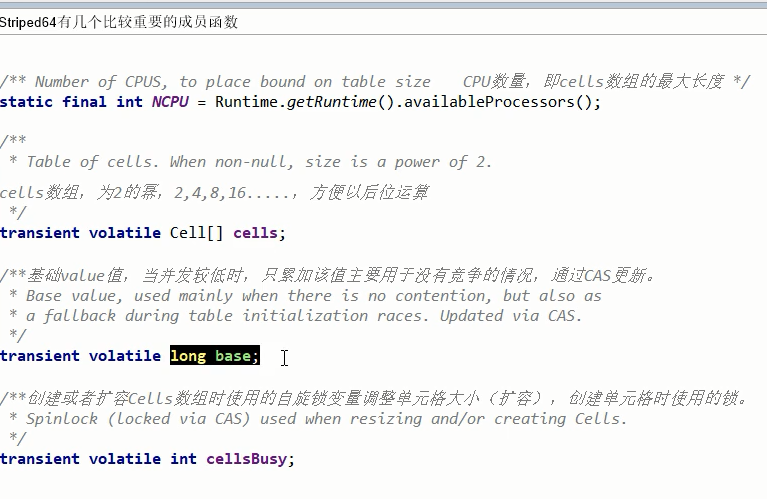 Striped64有几个比较重要的成员函数
/** Number of CPUS, to place bound on table size CPU数量，即cells数组的最大长度 */
static final int NCPU = Runtime.getRuntime().availableProcessors();
/**
* Table of cells. When non-null, size is a power of 2.
cells数组，为2的幂，2,4,8,16.....，方便以后位运算
*/
transient volatile Cell[] cells;
/**基础value值，当并发较低时，只累加该值主要用于没有竞争的情况，通过CAS更新。
* Base value, used mainly when there is no contention, but also as
* a fallback during table initialization races. Updated via CAS.
*/
transient volatile long base;
/**创建或者扩容Cells数组时使用的自旋锁变量调整单元格大小（扩容），创建单元格时使用的锁。
* Spinlock (locked via CAS) used when resizing and/or creating Cells.
*/
transient volatile int cellsBusy;